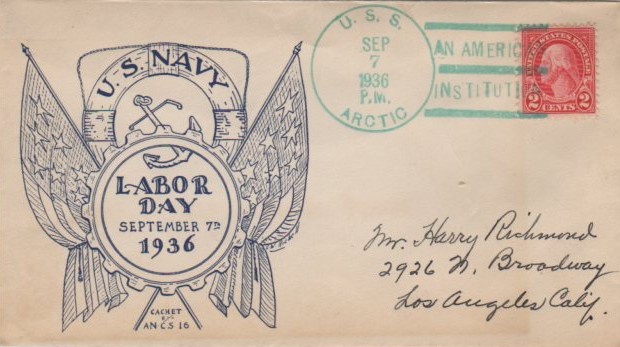 U.S. NAVY
LABOR
DAY
SEPTEMBER 7TH
1936
CACHET
BY
ANCS 16
U. S. S.
SEP
7
1936
P.M.
ARCTIC
AN AMERIC
INSTITUTI
UNITED STATES POSTAGE
2 CENTS 2
Mr. Harry Richmond
2926 N. Broadway
Los Angeles Calif.